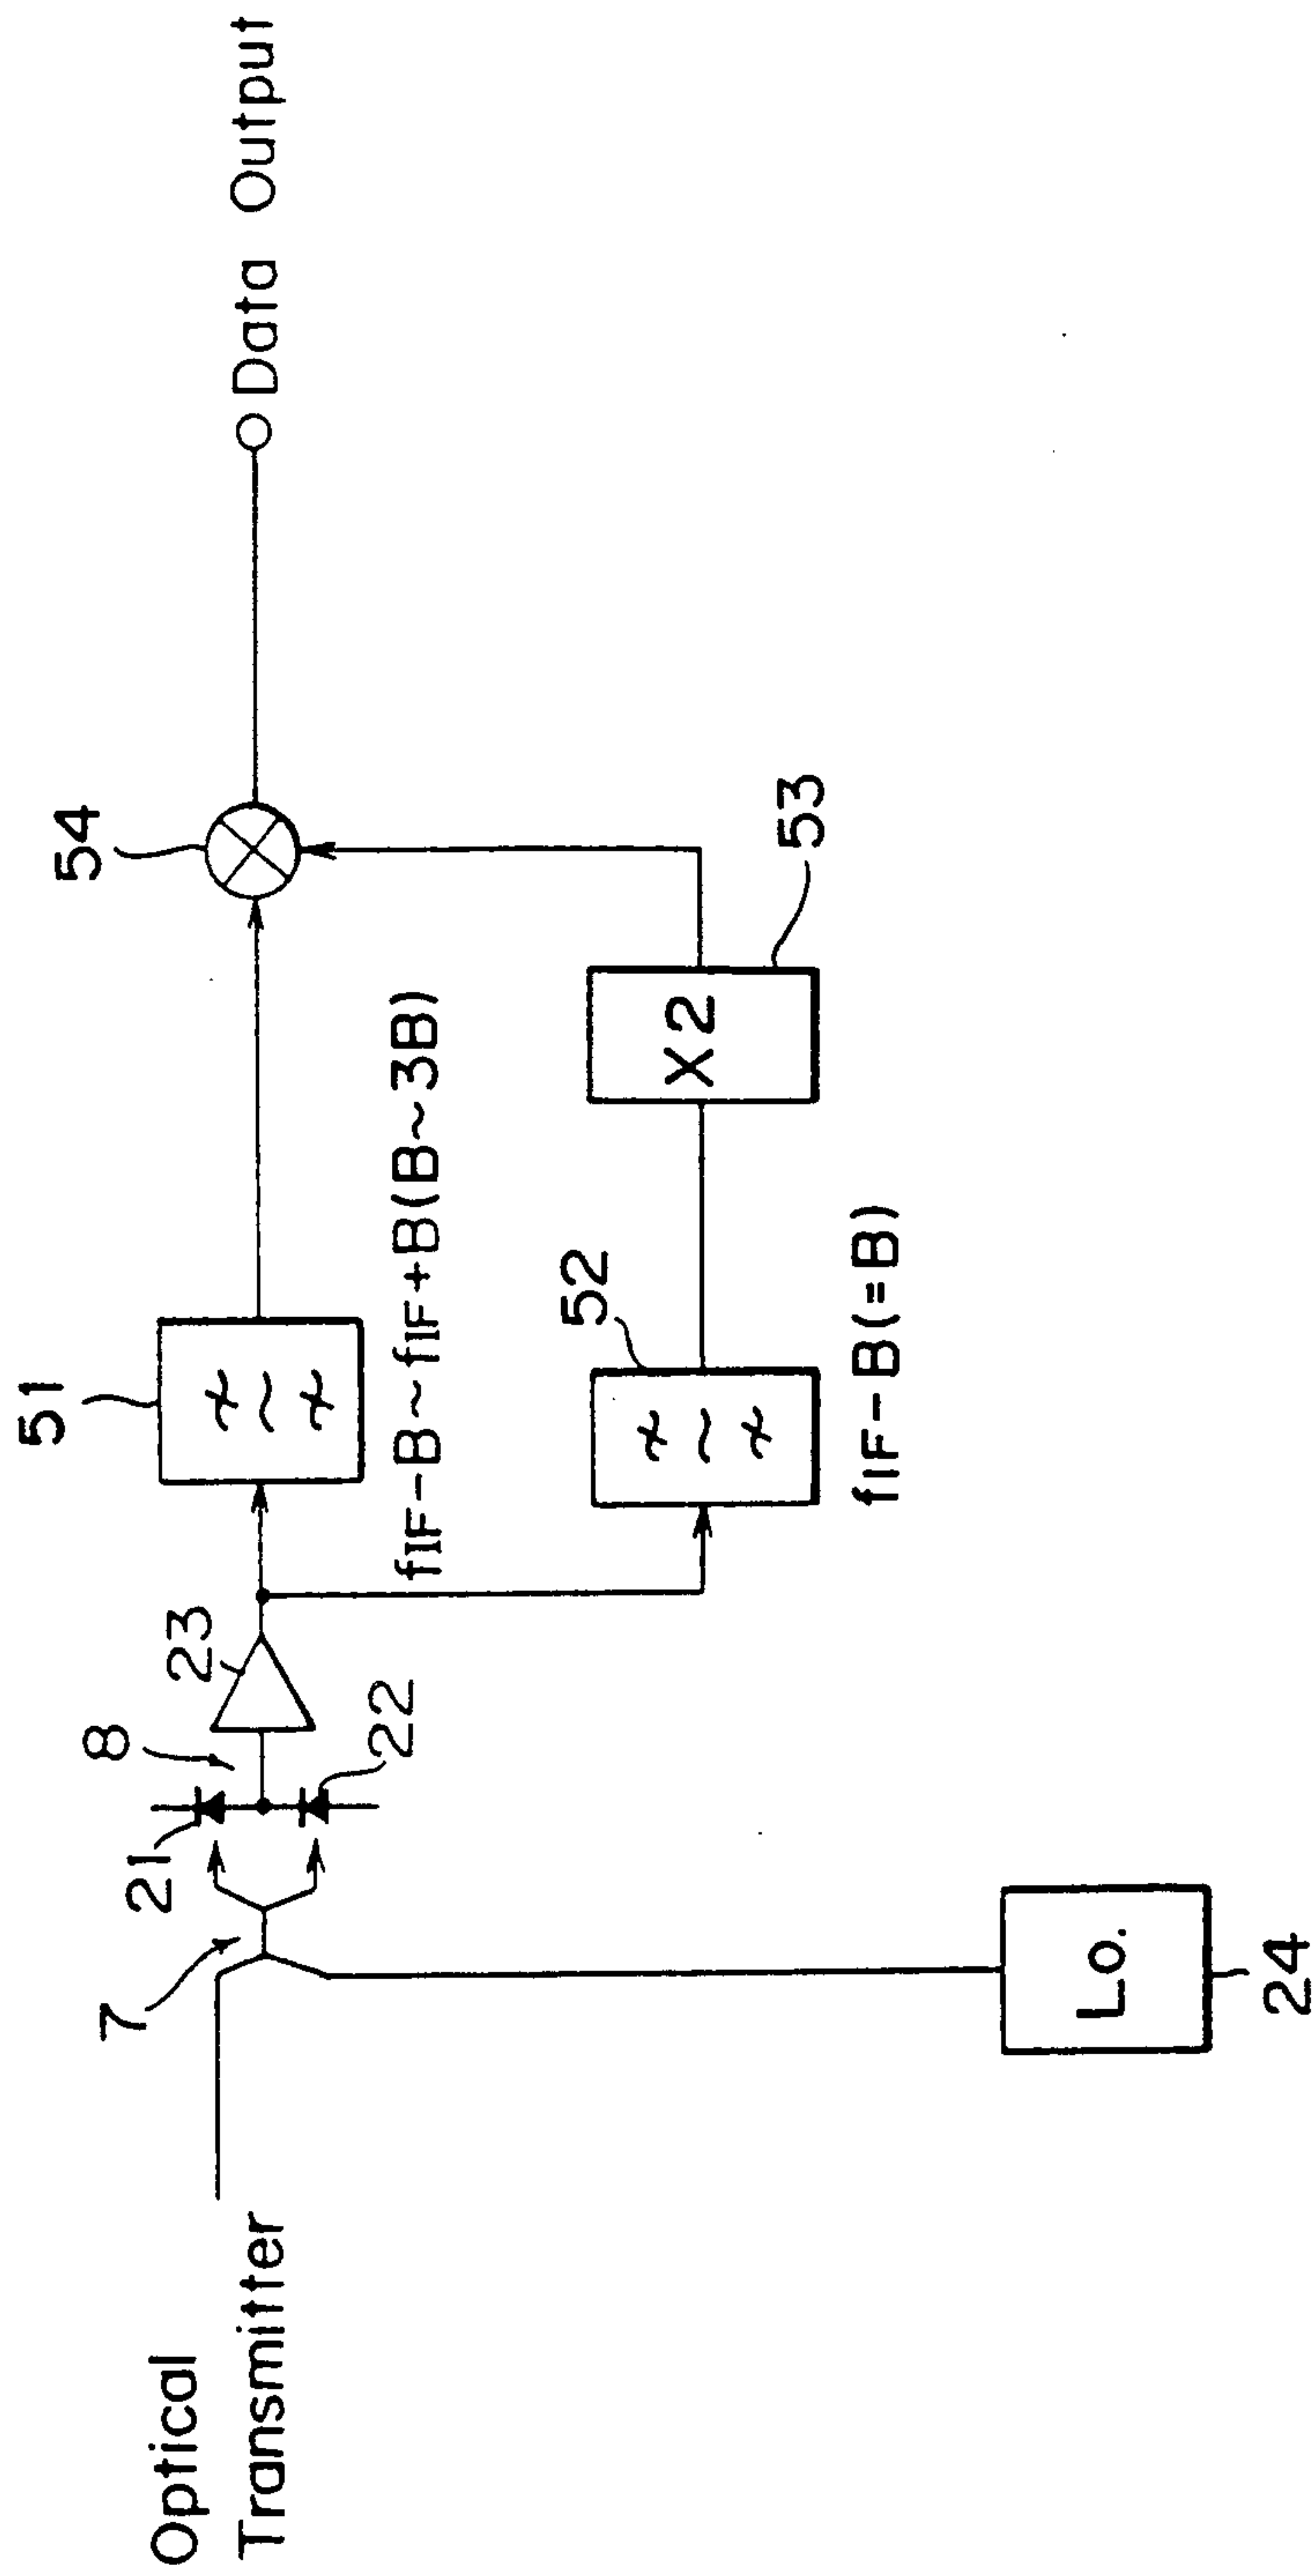 Optical
Transmitter
7
21
8
22
23
51
fIF-B~fIF+B(B~3B)
52
fIF-B(=B)
X2
53
54
Data Output
Lo.
24